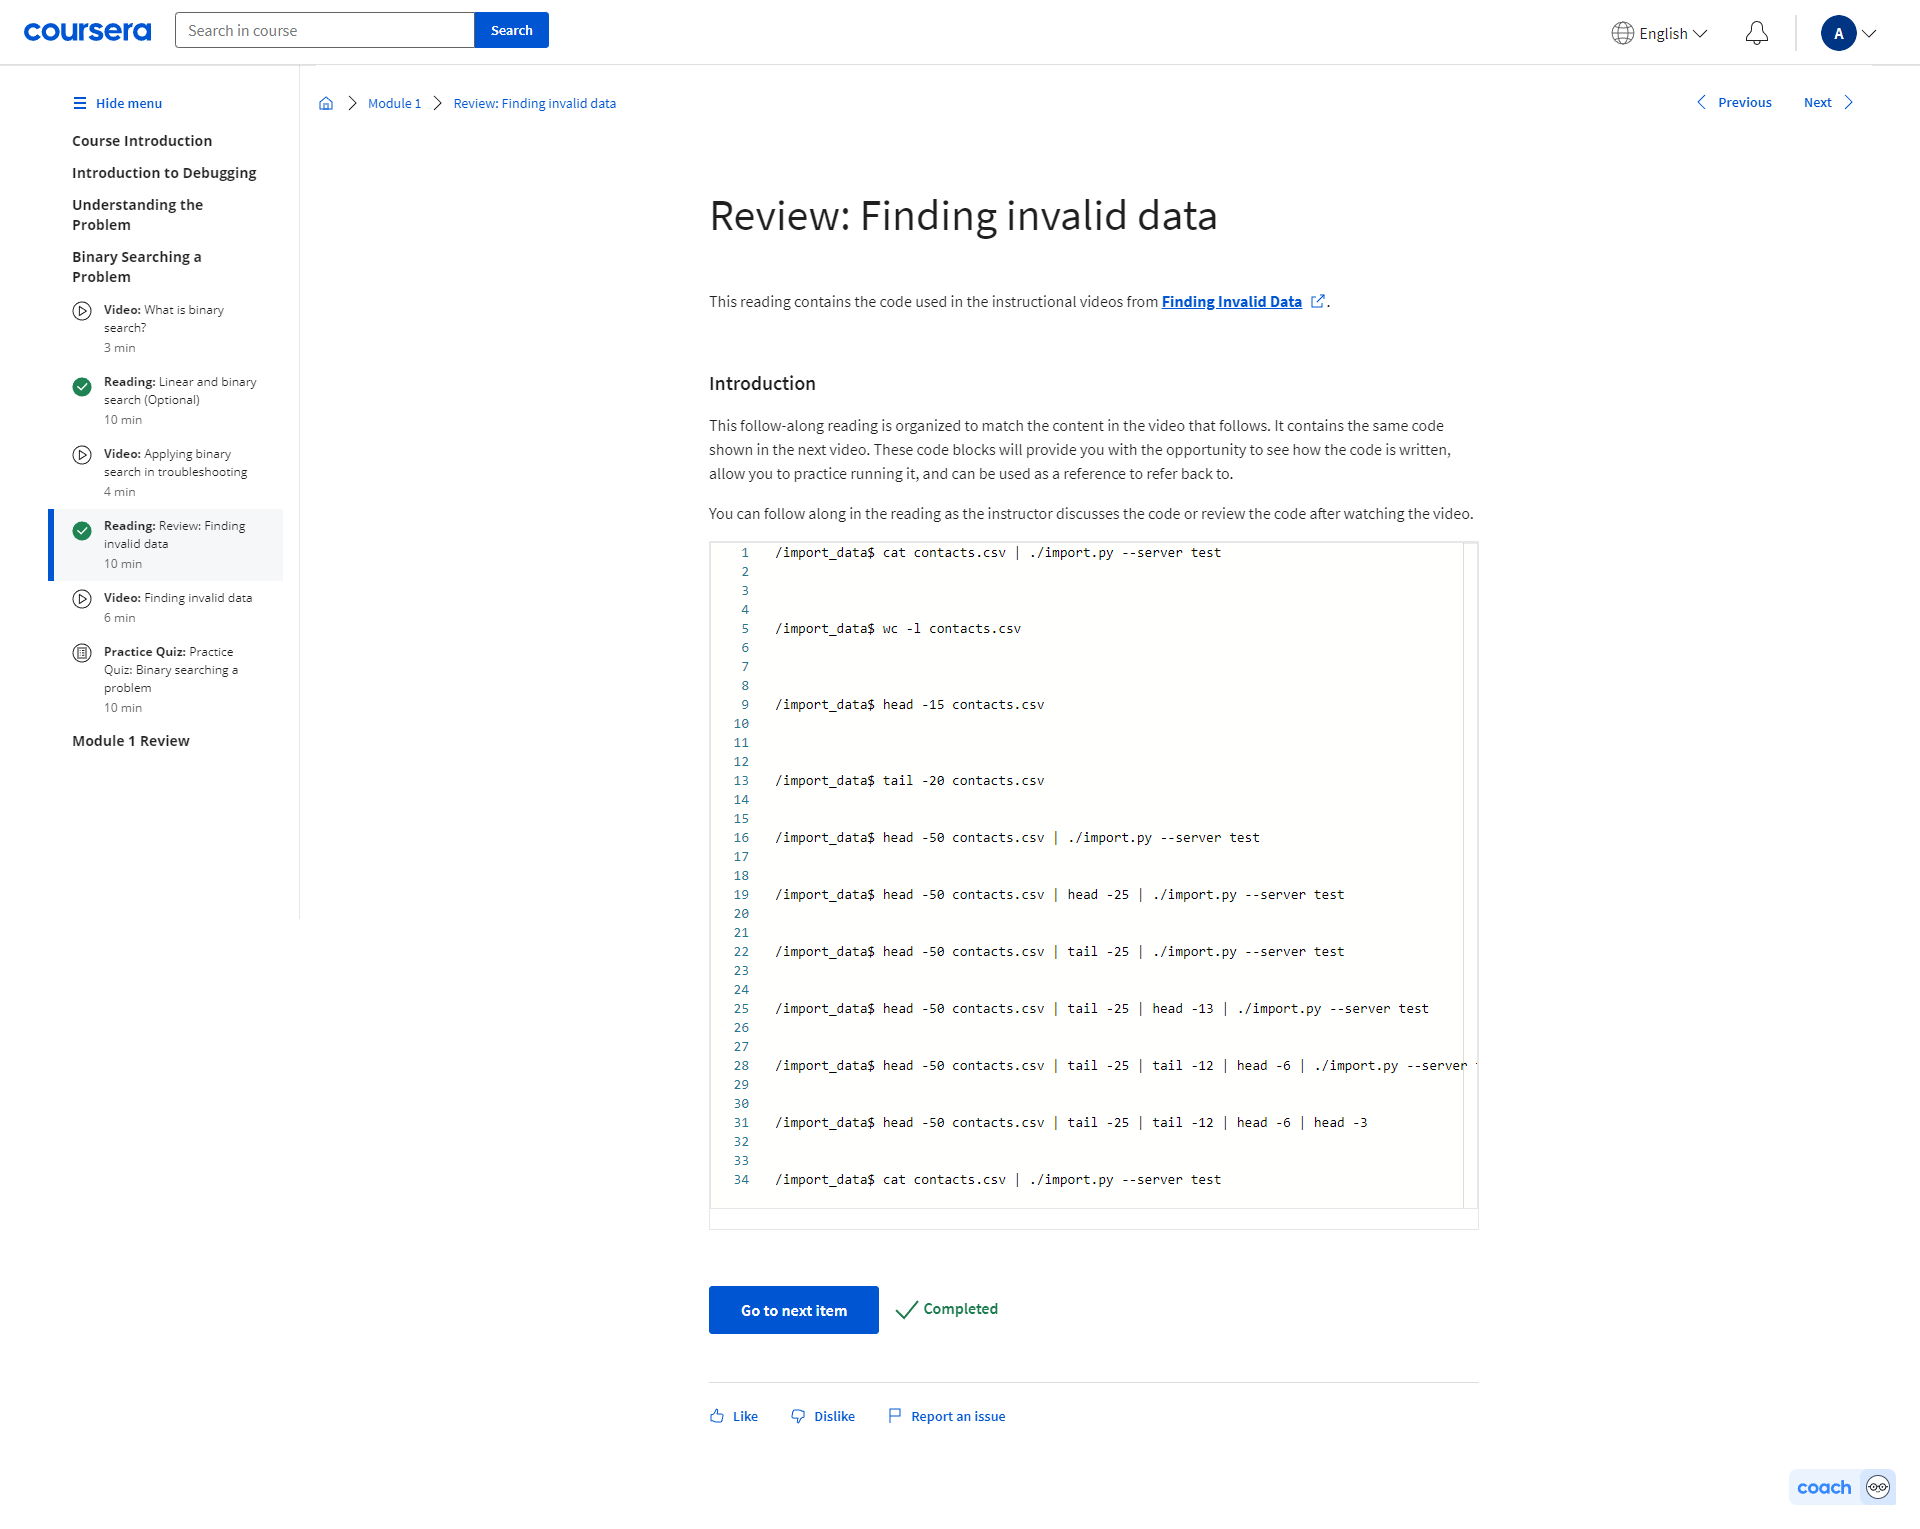 coursera
Search in course
Search
English
A
Hide menu
Course Introduction
Introduction to Debugging
Understanding the
Problem
Binary Searching a
Problem
Video: What is binary
search?
3 min
Reading: Linear and binary
search (Optional)
10 min
Video: Applying binary
search in troubleshooting
4 min
Reading: Review: Finding
invalid data
10 min
Video: Finding invalid data
6 min
Practice Quiz: Practice
Quiz: Binary searching a
problem
10 min
Module 1 Review
Module 1
Review: Finding invalid data
Previous
Next
Review: Finding invalid data
This reading contains the code used in the instructional videos from Finding Invalid Data .
Introduction
This follow-along reading is organized to match the content in the video that follows. It contains the same code
shown in the next video. These code blocks will provide you with the opportunity to see how the code is written,
allow you to practice running it, and can be used as a reference to refer back to.
You can follow along in the reading as the instructor discusses the code or review the code after watching the video.
1 /import_data$ cat contacts.csv | ./import.py --server test
2
3
4
5 /import_data$ wc -l contacts.csv
6
7
8
9 /import_data$ head -15 contacts.csv
10
11
12
13 /import_data$ tail -20 contacts.csv
14
15
16 /import_data$ head -50 contacts.csv | ./import.py --server test
17
18
19 /import_data$ head -50 contacts.csv | head -25 | ./import.py --server test
20
21
22 /import_data$ head -50 contacts.csv | tail -25 | ./import.py --server test
23
24
25 /import_data$ head -50 contacts.csv | tail -25 | head -13 | ./import.py --server test
26
27
28 /import_data$ head -50 contacts.csv | tail -25 | tail -12 | head -6 | ./import.py --server
29
30
31 /import_data$ head -50 contacts.csv | tail -25 | tail -12 | head -6 | head -3
32
33
34 /import_data$ cat contacts.csv | ./import.py --server test
Go to next item
Completed
Like
Dislike
Report an issue
coach